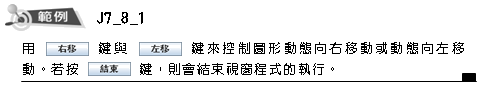 範例 J7_8_1
用 右移 鍵與 左移 鍵來控制圖形動態向右移動或動態向左移
動。若按 結束 鍵，則會結束視窗程式的執行。